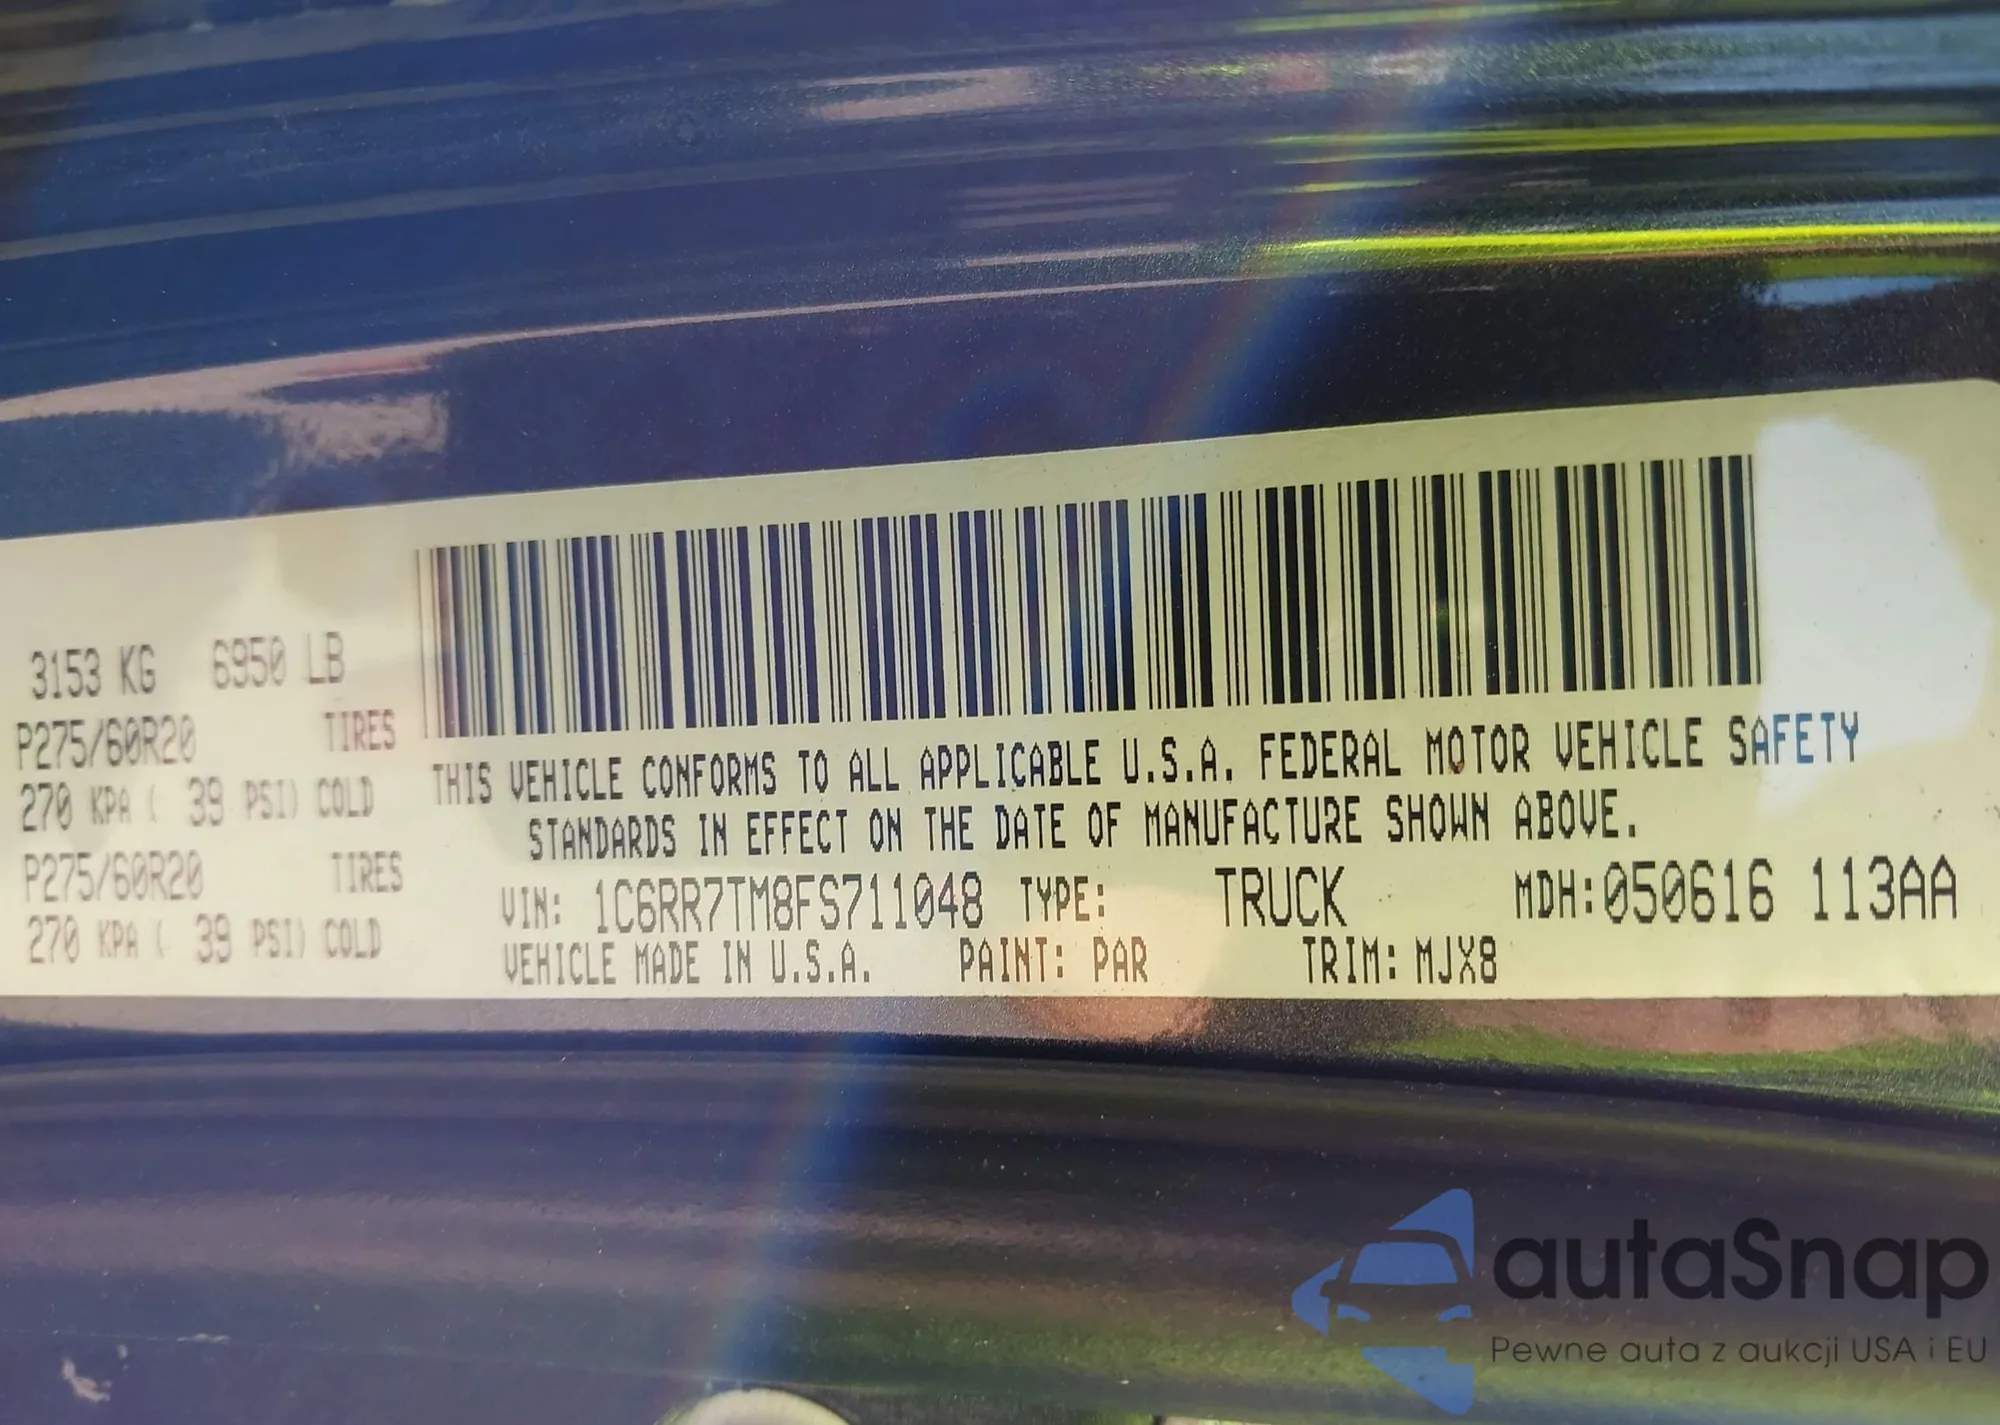 3153 KG 6950 LB
P275/60R20 TIRES
270 KPA ( 39 PSI) COLD
P275/60R20 TIRES
270 KPA ( 39 PSI) COLD
THIS VEHICLE CONFORMS TO ALL APPLICABLE U.S.A. FEDERAL MOTOR VEHICLE SAFETY
STANDARDS IN EFFECT ON THE DATE OF MANUFACTURE SHOWN ABOVE.
VIN: 1C6RR7TM8FS711048 TYPE: TRUCK MDH:050616 113AA
VEHICLE MADE IN U.S.A. PAINT: PAR TRIM: MJX8
autaSnap
Pewne auta z aukcji USA i EU